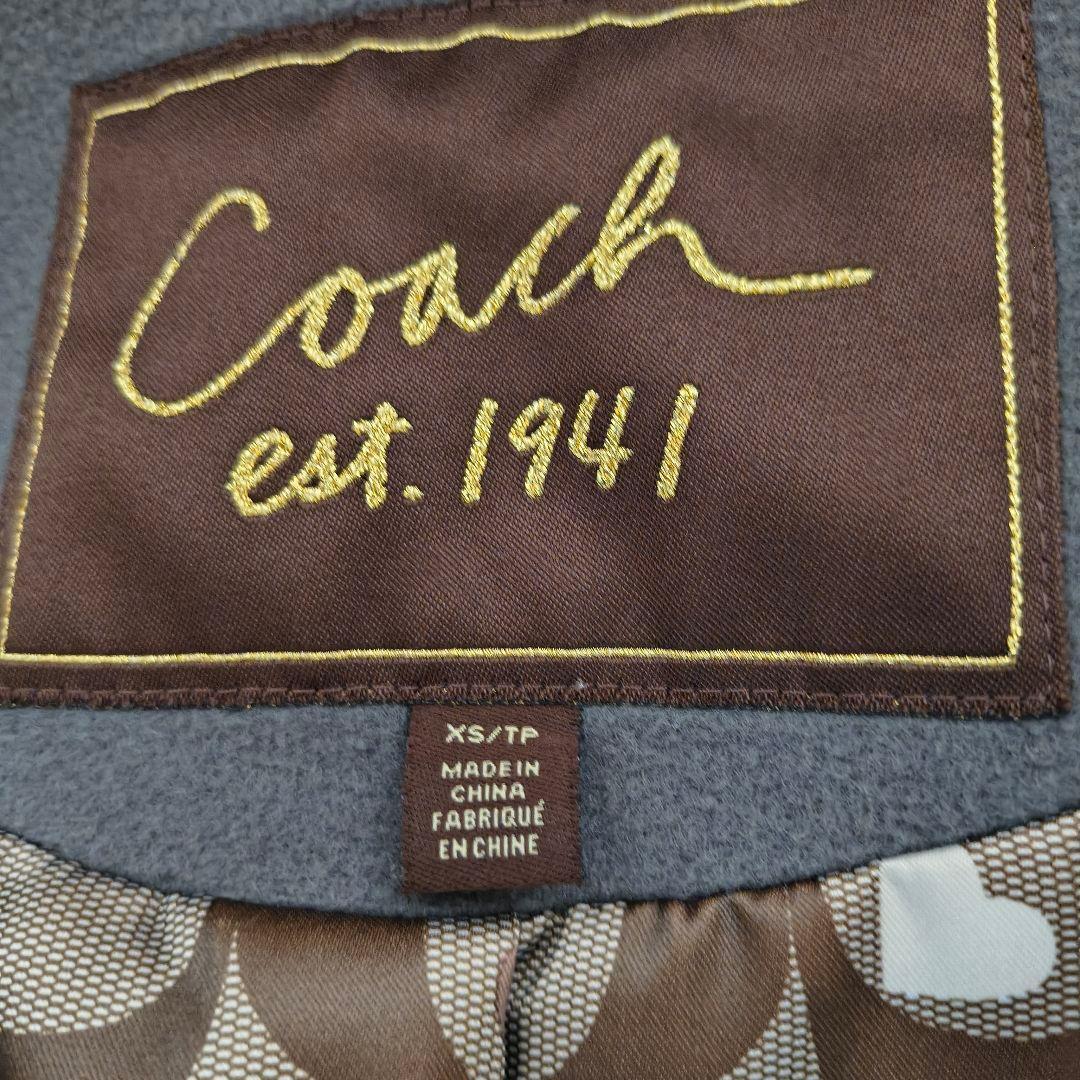 Coach
est. 1941
XS/TP
MADE IN
CHINA
FABRIQUÉ
EN CHINE